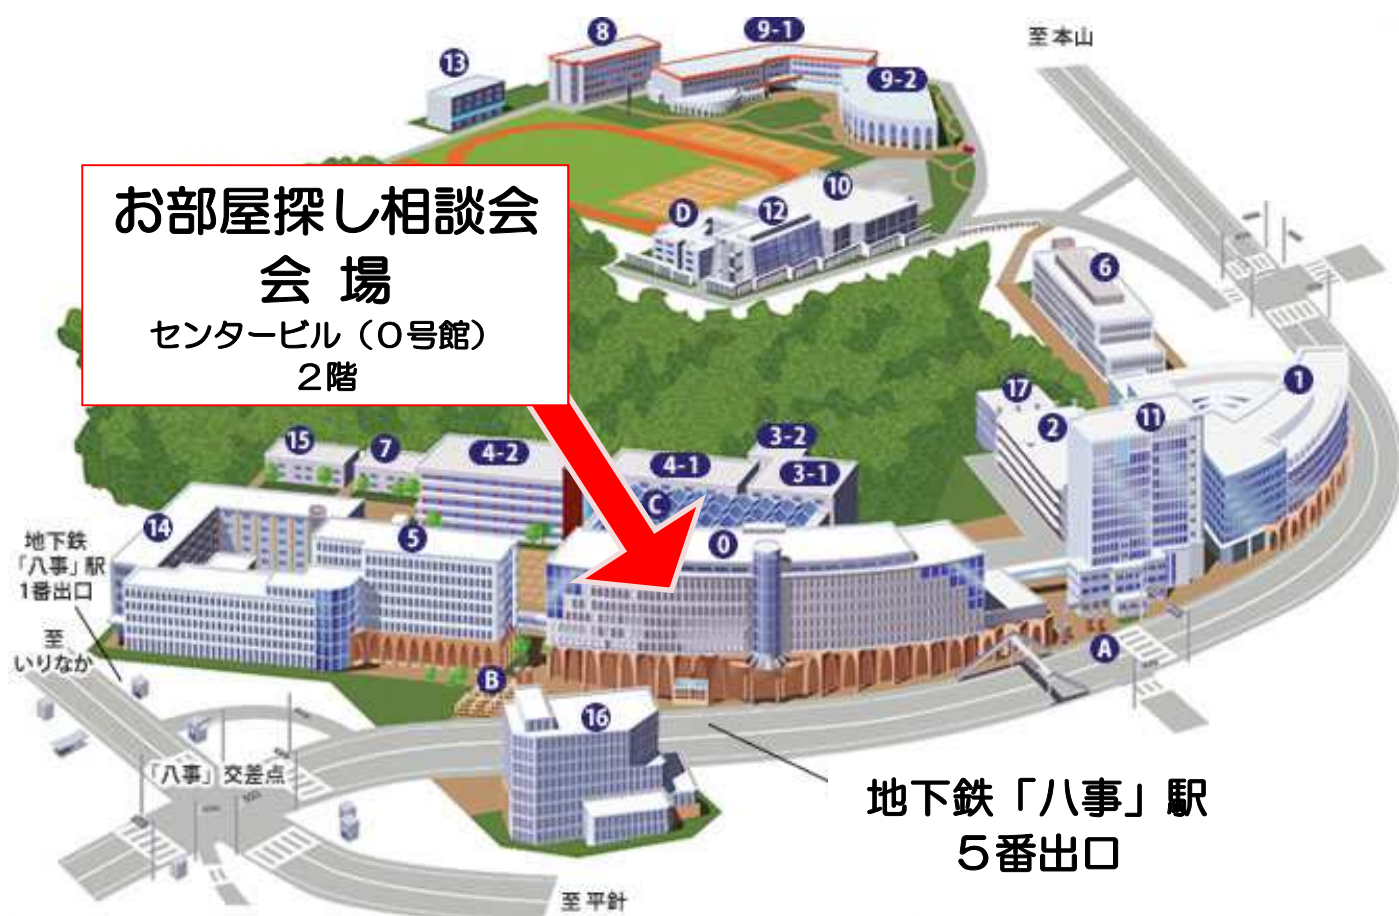 8
9-1
至 本山
13
9-2
お部屋探し相談会
会 場
センタービル（０号館）
２階
10
D
12
6
1
17
2
11
15
7
4-2
4-1
3-2
3-1
C
14
5
0
地下鉄
「八事」駅
1番出口
至
いりなか
A
B
16
「八事」交差点
地下鉄「八事」駅
５番出口
至 平針